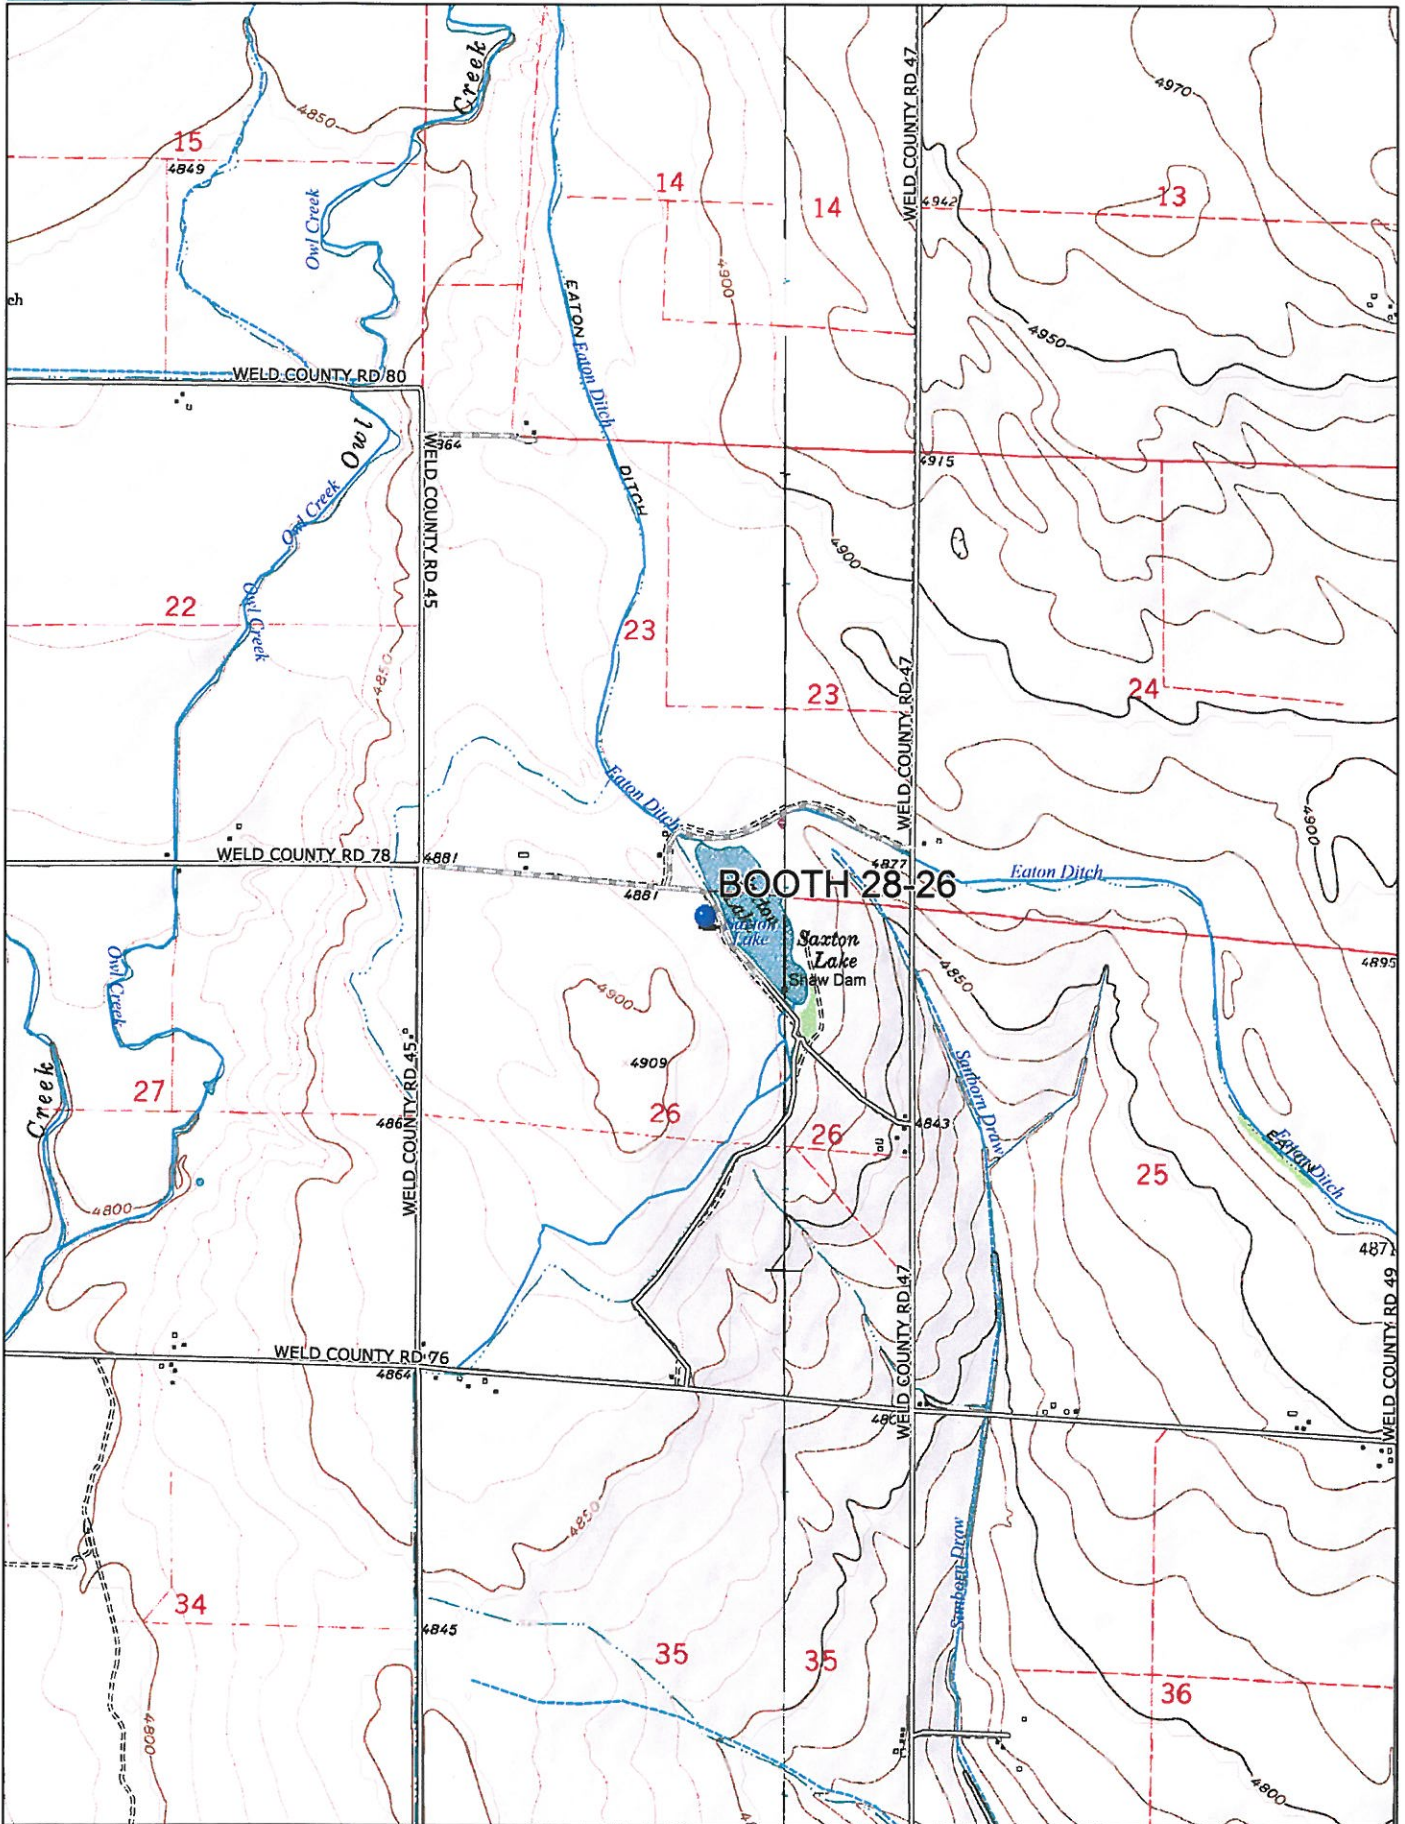 Creek
WELD COUNTY RD 47
4970
4850
15
4849
14
14
4942
13
Owl Creek
4900
ch
EATON
Eaton Ditch
4950
WELD COUNTY RD 80
Owl
WELD COUNTY RD 45
4915
DITCH
Owl Creek
4900
22
Owl Creek
23
4850
WELD COUNTY RD 47
23
24
Eaton Ditch
4900
WELD COUNTY RD 78
4881
4881
4877
Eaton Ditch
BOOTH 28-26
Saxton
Lake
Saxton
Lake
Shaw Dam
4895
4850
Owl Creek
4900
4909
Creek
27
WELD COUNTY RD 45
26
26
4843
Sanborn Draw
25
EATON
Eaton Ditch
4800
4871
WELD COUNTY RD 47
WELD COUNTY RD 49
WELD COUNTY RD 76
4864
4850
Sanborn Draw
34
4845
35
35
36
4800
4800